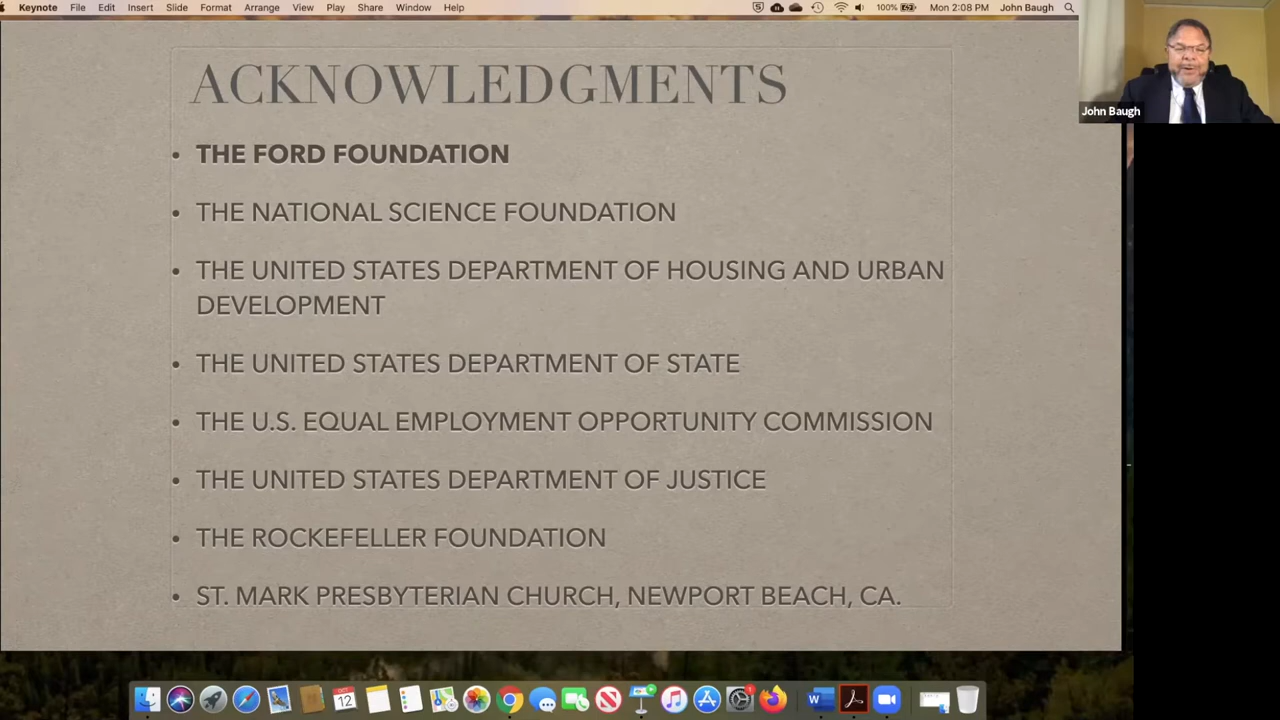 Keynote File Edit Insert Slide Format Arrange View Play Share Window Help 100% Mon 2:08 PM John Baugh
John Baugh
ACKNOWLEDGMENTS
• THE FORD FOUNDATION
• THE NATIONAL SCIENCE FOUNDATION
• THE UNITED STATES DEPARTMENT OF HOUSING AND URBAN
DEVELOPMENT
• THE UNITED STATES DEPARTMENT OF STATE
• THE U.S. EQUAL EMPLOYMENT OPPORTUNITY COMMISSION
• THE UNITED STATES DEPARTMENT OF JUSTICE
• THE ROCKEFELLER FOUNDATION
• ST. MARK PRESBYTERIAN CHURCH, NEWPORT BEACH, CA.
12